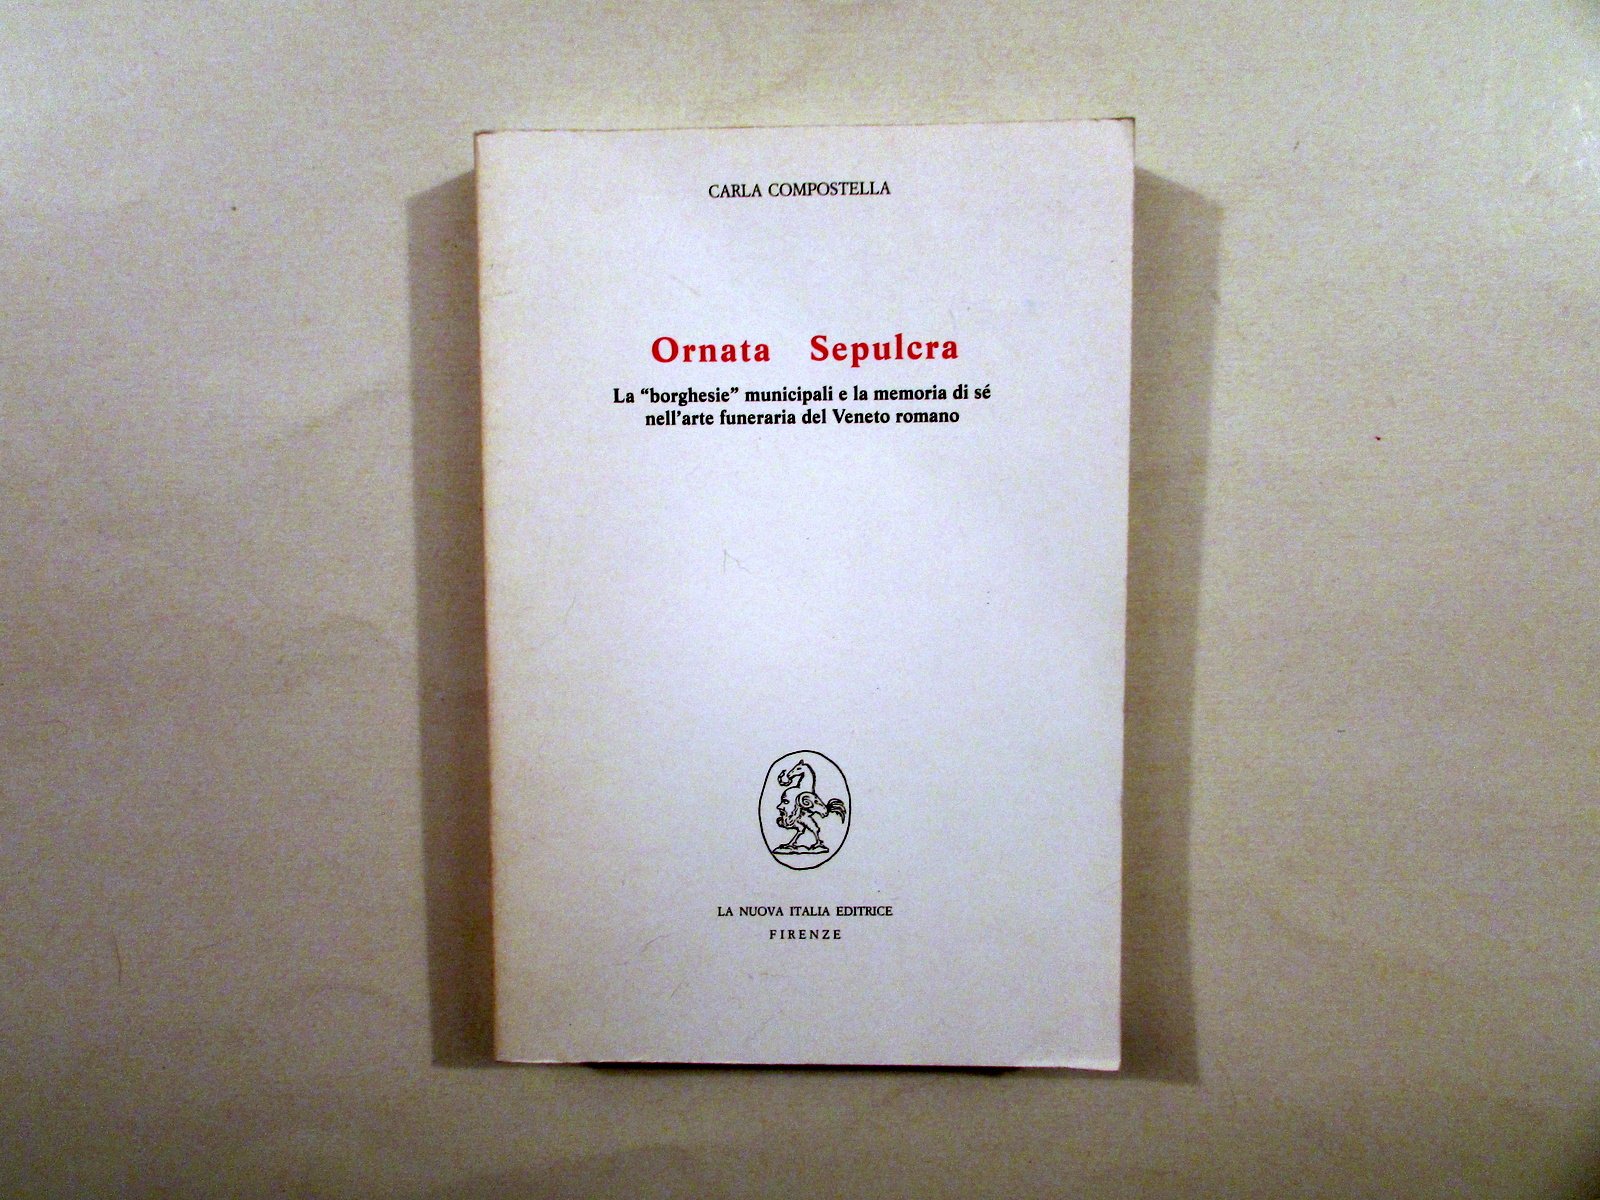 CARLA COMPOSTELLA
Ornata Sepulcra
La “borghesie” municipali e la memoria di sé
nell’arte funeraria del Veneto romano
LA NUOVA ITALIA EDITRICE
FIRENZE